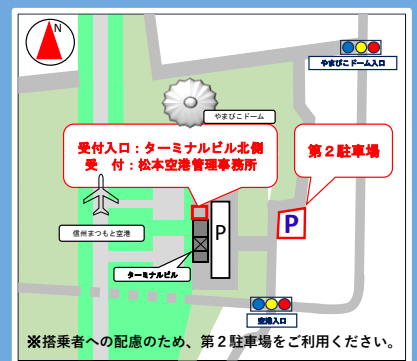 N
やまびこドーム入口
やまびこドーム
受付入口：ターミナルビル北側
受　付：松本空港管理事務所
第２駐車場
信州まつもと空港
P
P
ターミナルビル
空港入口
※搭乗者への配慮のため、第２駐車場をご利用ください。